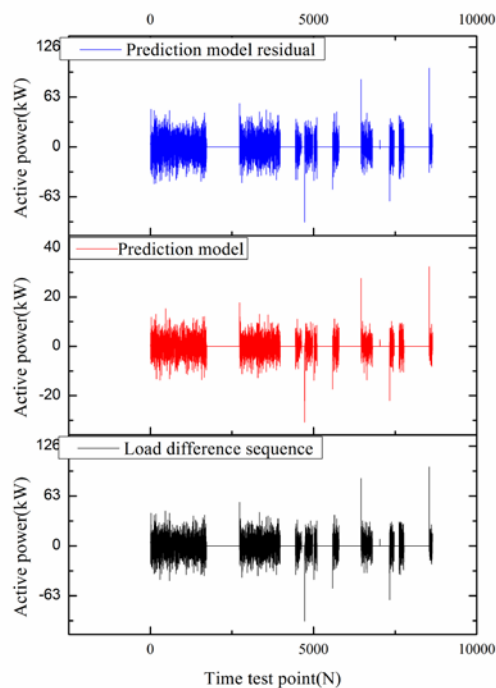 0 5000 10000
126
Prediction model residual
63
0
-63
Active power(kW)
40
Prediction model
20
0
-20
Active power(kW)
126
Load difference sequence
63
0
-63
Active power(kW)
0 5000 10000
Time test point(N)